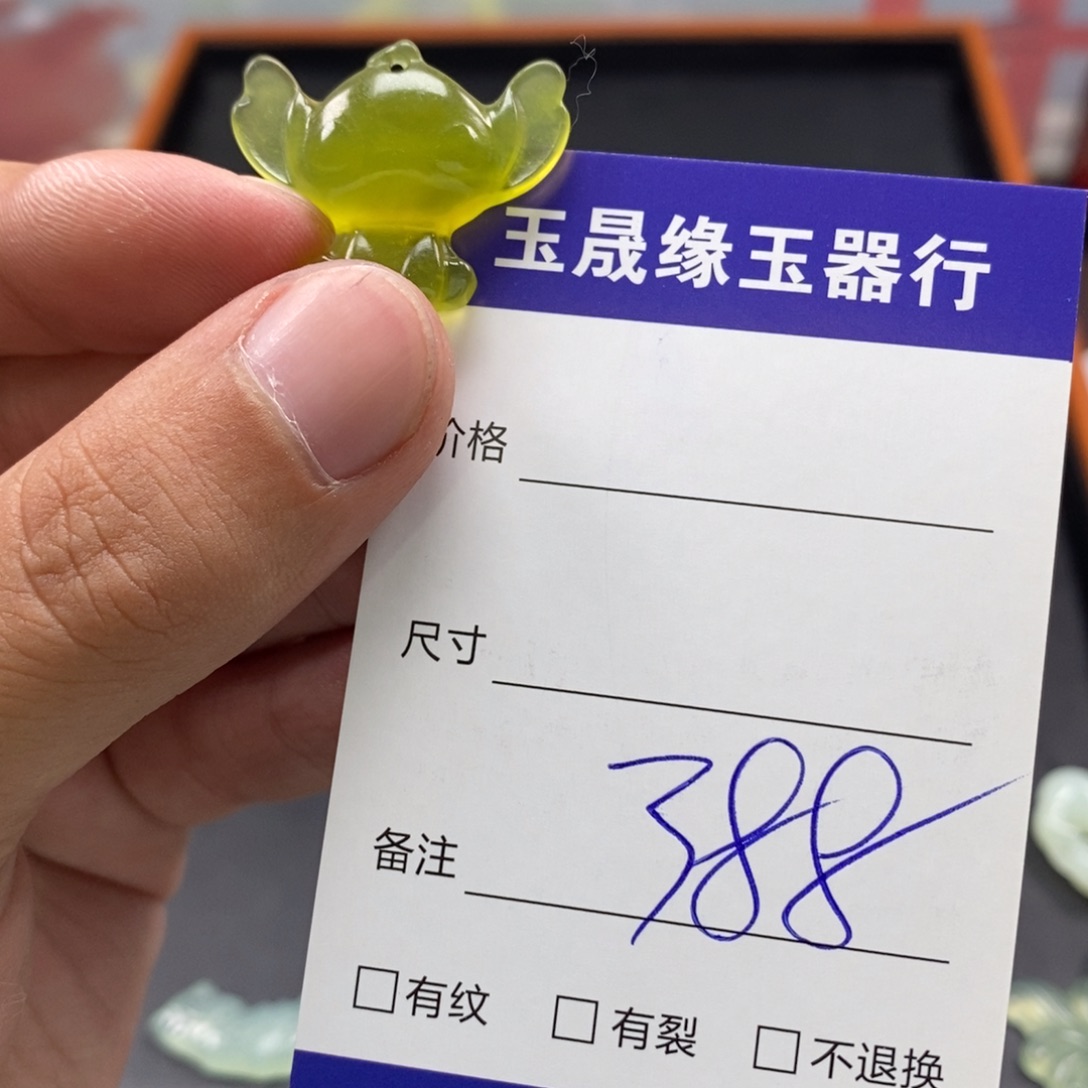 玉晟缘玉器行
价格
尺寸
388
备注
□有纹 □有裂 □不退换